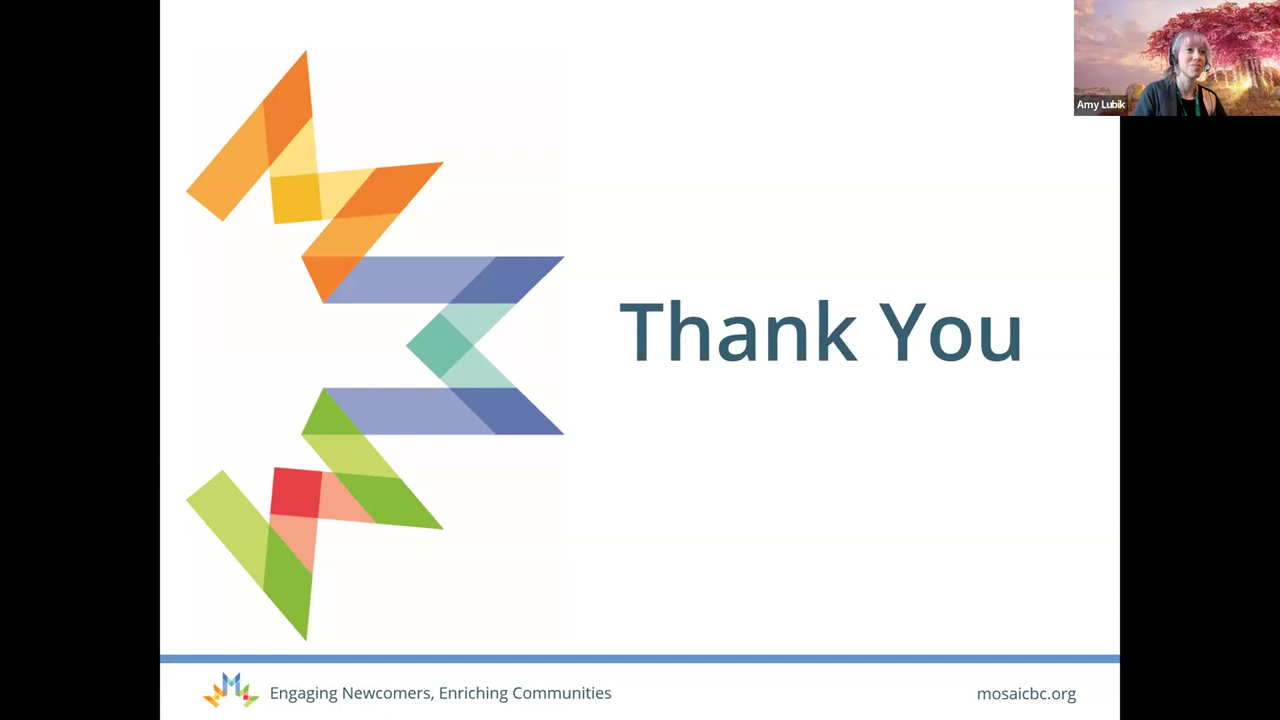 Amy Lubik
Thank You
Engaging Newcomers, Enriching Communities
mosaicbc.org